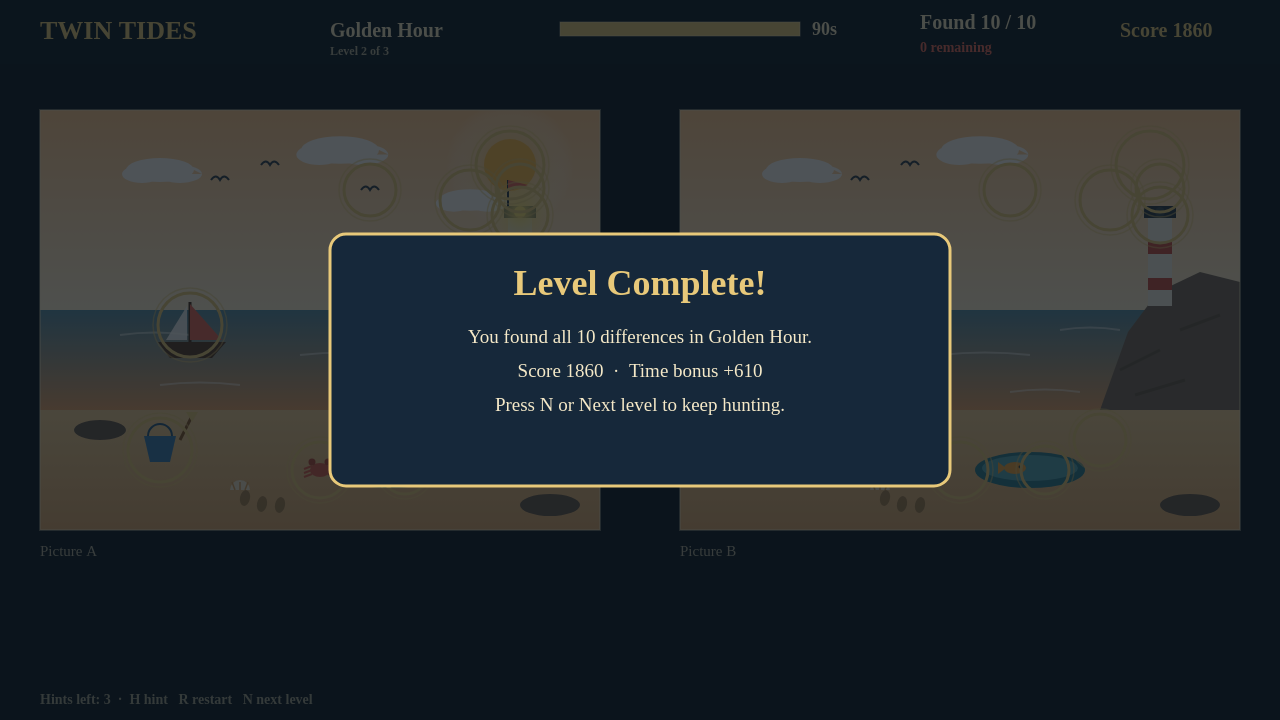 TWIN TIDES
Golden Hour
Level 2 of 3
90s
Found 10 / 10
0 remaining
Score 1860
Level Complete!
You found all 10 differences in Golden Hour.
Score 1860 · Time bonus +610
Press N or Next level to keep hunting.
Picture A
Picture B
Hints left: 3 · H hint R restart N next level